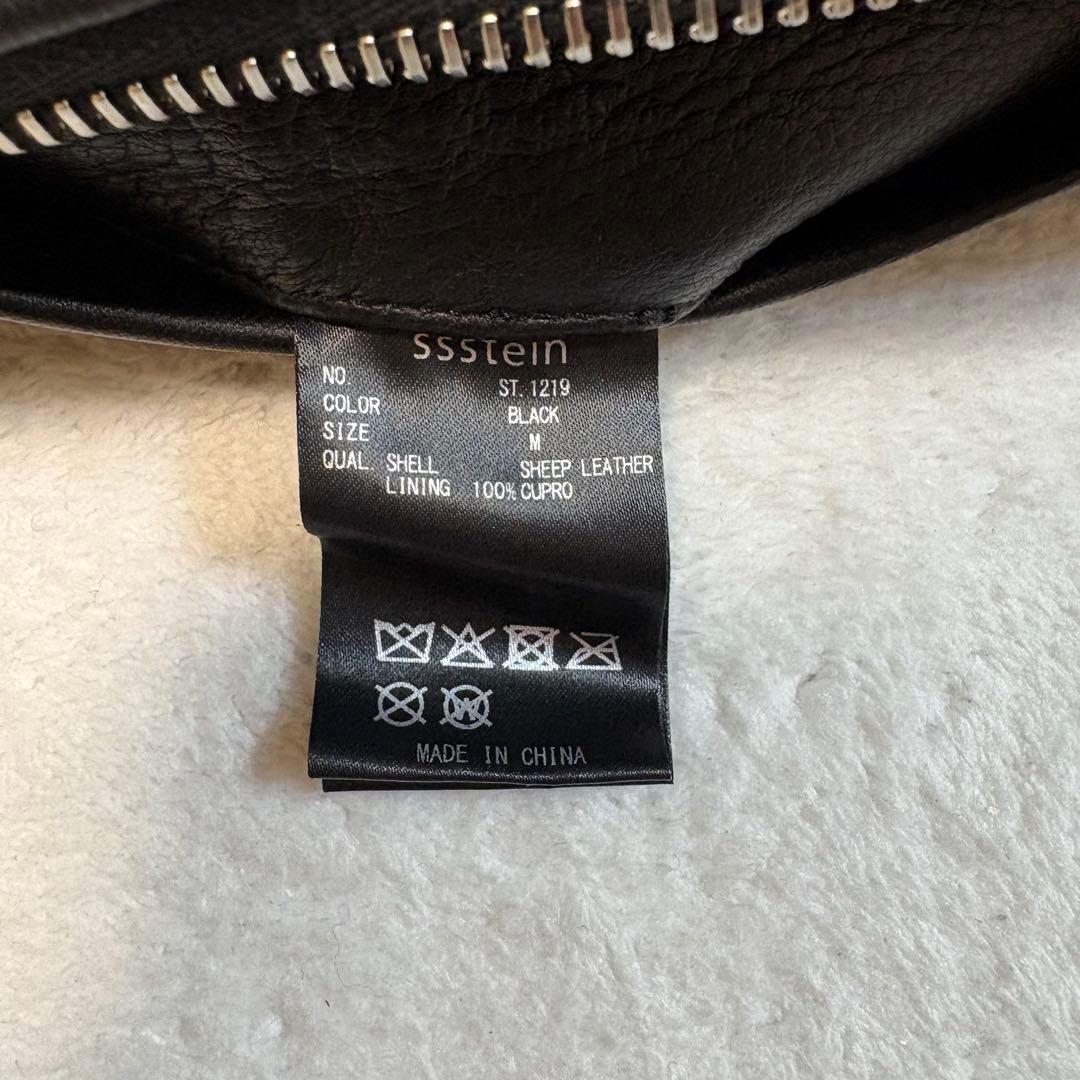 ssstein
NO. ST. 1219
COLOR BLACK
SIZE M
QUAL. SHELL SHEEP LEATHER
LINING 100% CUPRO
MADE IN CHINA